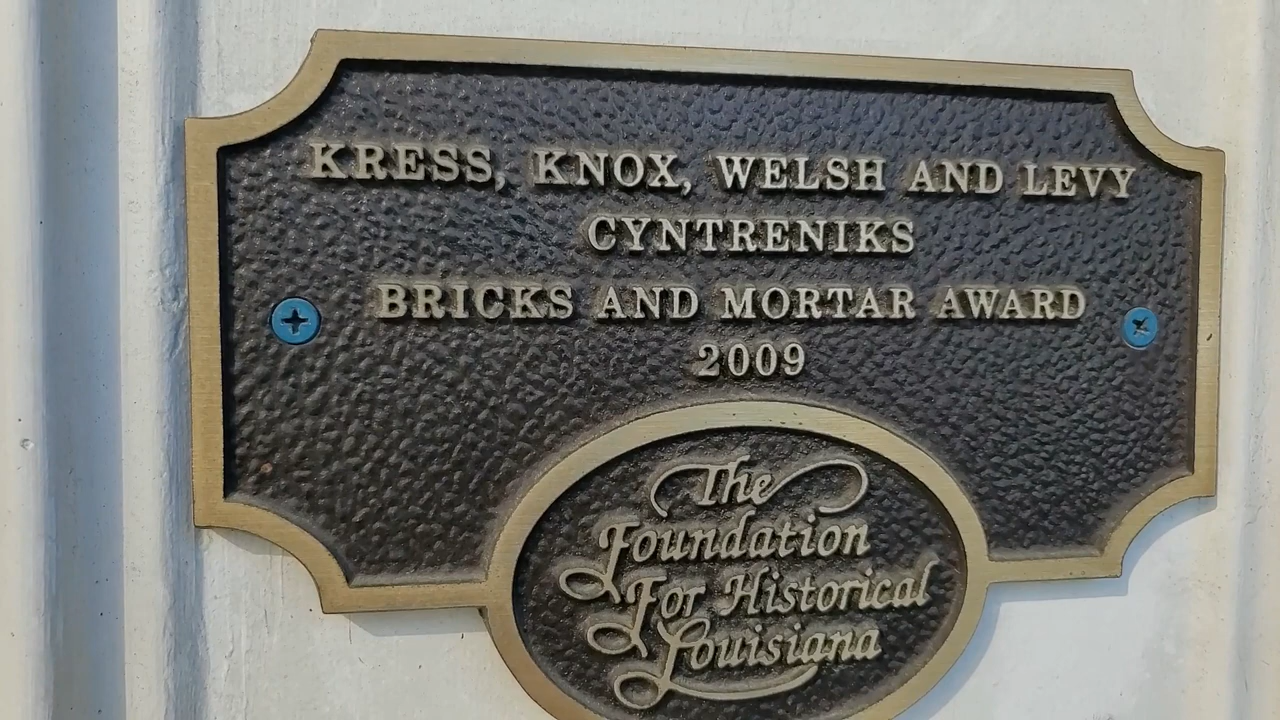 KRESS, KNOX, WELSH AND LEVY
CYNTRENIKS
BRICKS AND MORTAR AWARD
2009
The
Foundation
For Historical
Louisiana